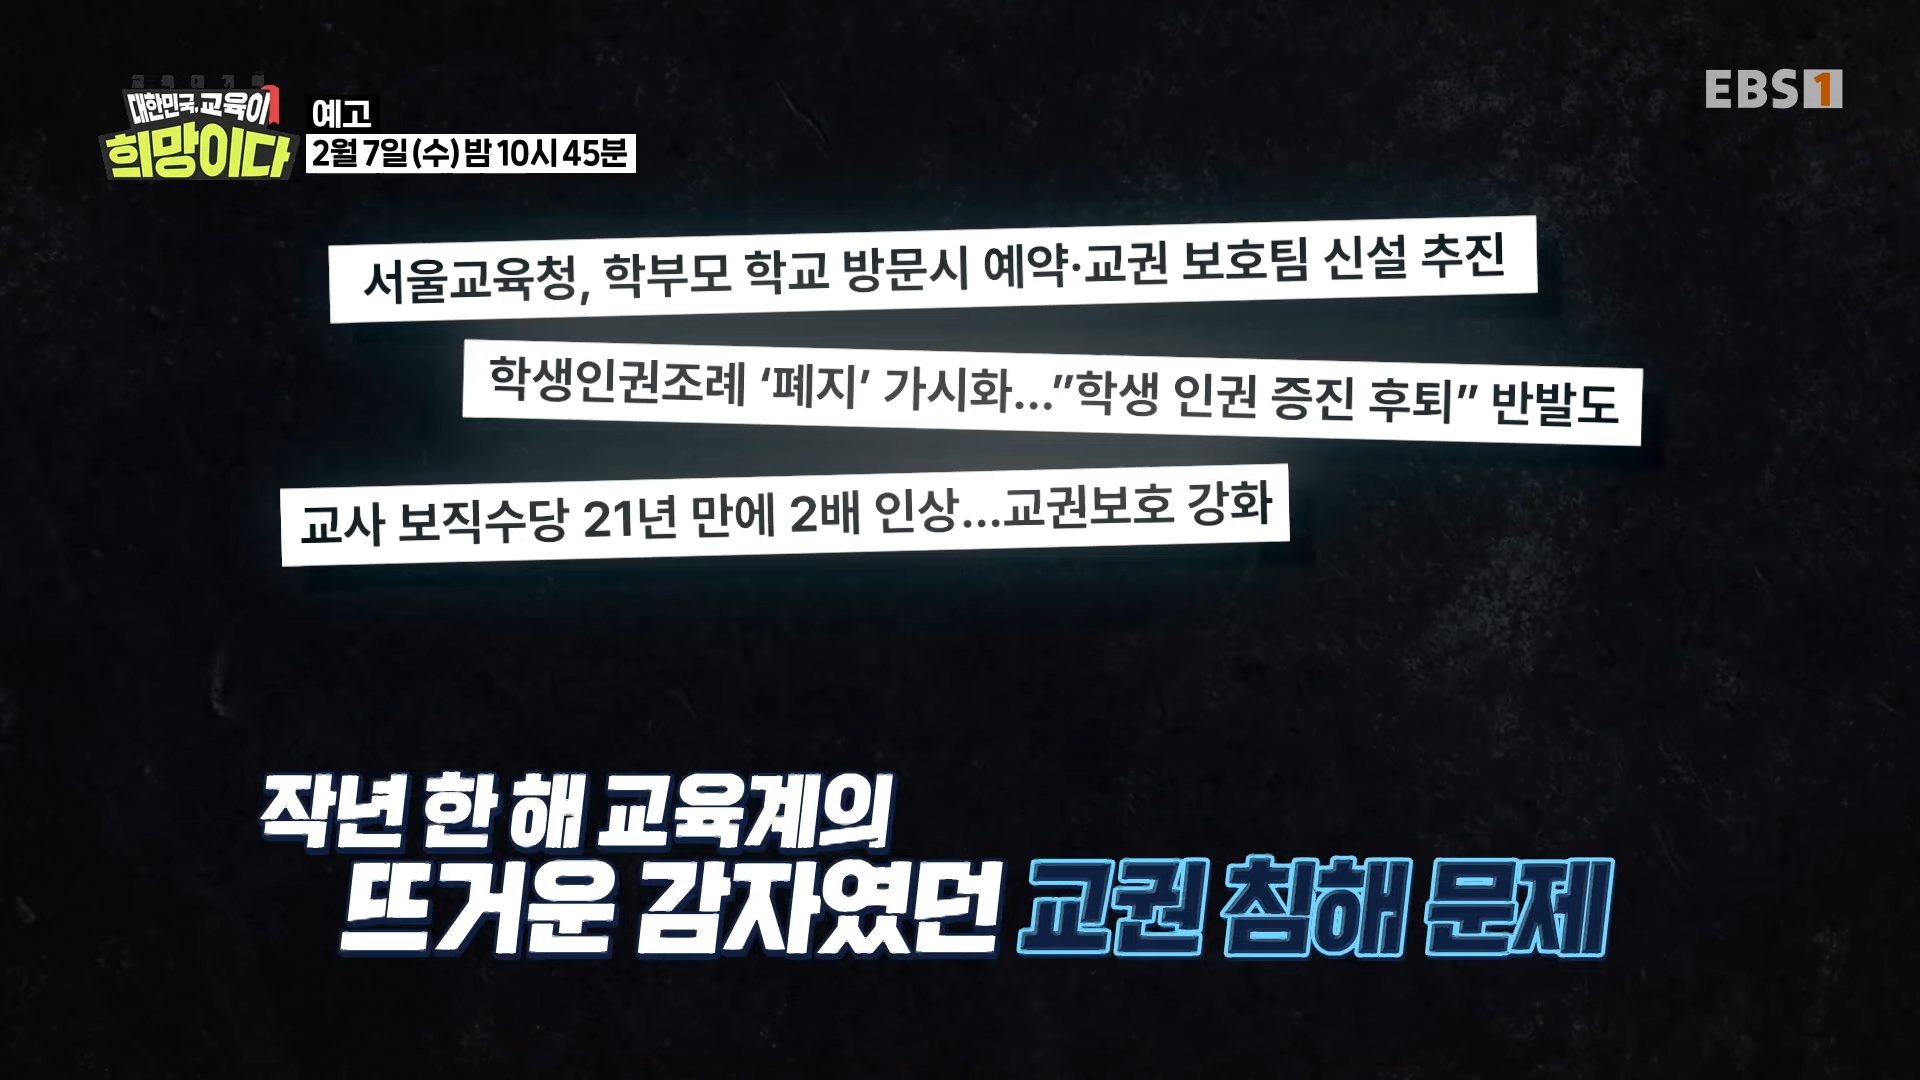 교육대기획
대한민국, 교육이
희망이다
예고
2월 7일 (수) 밤 10시 45분
EBS1
서울교육청, 학부모 학교 방문시 예약·교권 보호팀 신설 추진
학생인권조례 ‘폐지’ 가시화...”학생 인권 증진 후퇴” 반발도
교사 보직수당 21년 만에 2배 인상...교권보호 강화
작년 한 해 교육계의
뜨거운 감자였던 교권 침해 문제